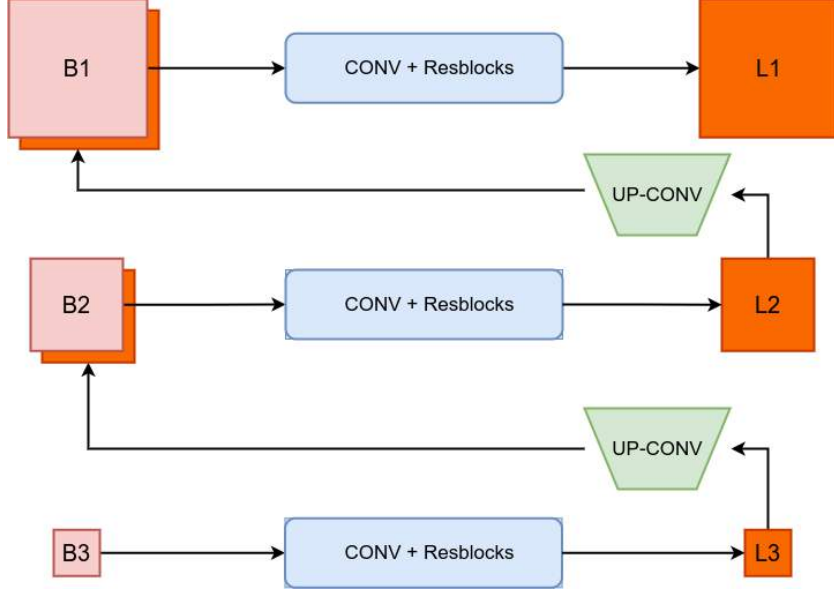 B1
CONV + Resblocks
L1
UP-CONV
B2
CONV + Resblocks
L2
UP-CONV
B3
CONV + Resblocks
L3